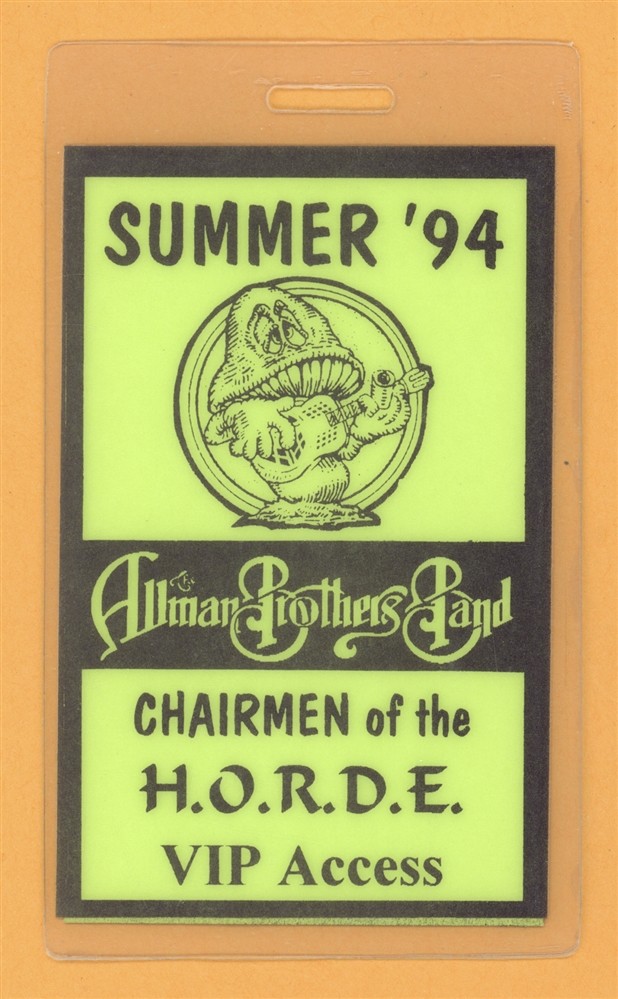 SUMMER '94
The Allman Brothers Band
CHAIRMEN of the
H.O.R.D.E.
VIP Access